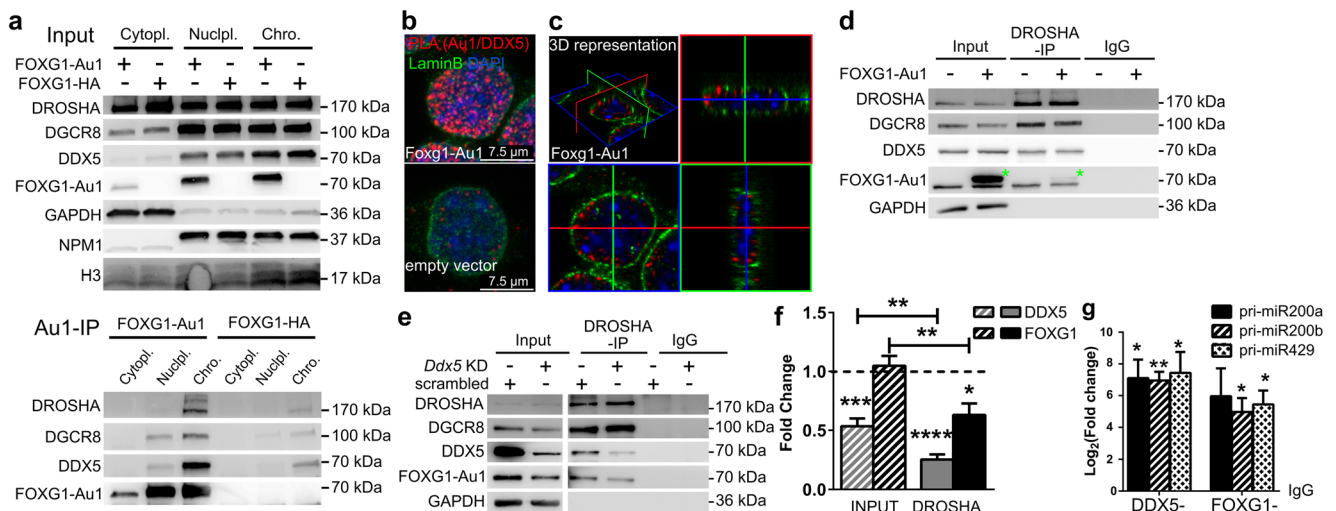 a
Input
Cytopl. Nuclpl. Chro.
FOXG1-Au1 + - + - + -
FOXG1-HA - + - + - +
DROSHA 170 kDa
DGCR8 100 kDa
DDX5 70 kDa
FOXG1-Au1 70 kDa
GAPDH 36 kDa
NPM1 37 kDa
H3 17 kDa
Au1-IP FOXG1-Au1 FOXG1-HA
Cytopl. Nuclpl. Chro. Cytopl. Nuclpl. Chro.
DROSHA 170 kDa
DGCR8 100 kDa
DDX5 70 kDa
FOXG1-Au1 70 kDa
b
PLA:(Au1/DDX5)
LaminB DAPI
Foxg1-Au1 7.5 µm
empty vector
7.5 µm
c
3D representation
Foxg1-Au1
d
Input DROSHA -IP IgG
FOXG1-Au1 - + - + - +
DROSHA 170 kDa
DGCR8 100 kDa
DDX5 70 kDa
FOXG1-Au1 * * 70 kDa
GAPDH 36 kDa
e
Input DROSHA -IP IgG
Ddx5 KD - + - + - +
scrambled + - + - + -
DROSHA 170 kDa
DGCR8 100 kDa
DDX5 70 kDa
FOXG1-Au1 70 kDa
GAPDH 36 kDa
f
** DDX5
** FOXG1
Fold Change
1.5
1.0
0.5
0.0
*** **** *
INPUT DROSHA
g
pri-miR200a
pri-miR200b
pri-miR429
Log2(Fold change)
10
8
6
4
2
0
* ** * * *
DDX5- FOXG1- IgG